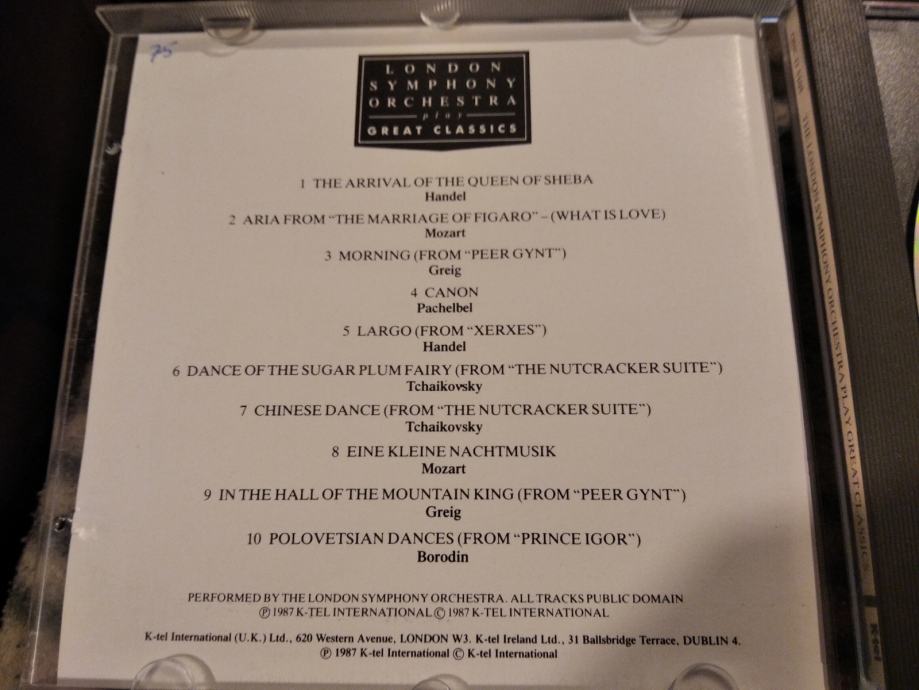 75
LONDON
SYMPHONY
ORCHESTRA
play
GREAT CLASSICS
1 THE ARRIVAL OF THE QUEEN OF SHEBA
Handel
2 ARIA FROM “THE MARRIAGE OF FIGARO” – (WHAT IS LOVE)
Mozart
3 MORNING (FROM “PEER GYNT”)
Greig
4 CANON
Pachelbel
5 LARGO (FROM “XERXES”)
Handel
6 DANCE OF THE SUGAR PLUM FAIRY (FROM “THE NUTCRACKER SUITE”)
Tchaikovsky
7 CHINESE DANCE (FROM “THE NUTCRACKER SUITE”)
Tchaikovsky
8 EINE KLEINE NACHTMUSIK
Mozart
9 IN THE HALL OF THE MOUNTAIN KING (FROM “PEER GYNT”)
Greig
10 POLOVETSIAN DANCES (FROM “PRINCE IGOR”)
Borodin
PERFORMED BY THE LONDON SYMPHONY ORCHESTRA. ALL TRACKS PUBLIC DOMAIN
℗ 1987 K-TEL INTERNATIONAL © 1987 K-TEL INTERNATIONAL
K-tel International (U.K.) Ltd., 620 Western Avenue, LONDON W3. K-tel Ireland Ltd., 31 Ballsbridge Terrace, DUBLIN 4.
℗ 1987 K-tel International © K-tel International
THE LONDON SYMPHONY ORCHESTRA PLAY GREAT CLASSICS